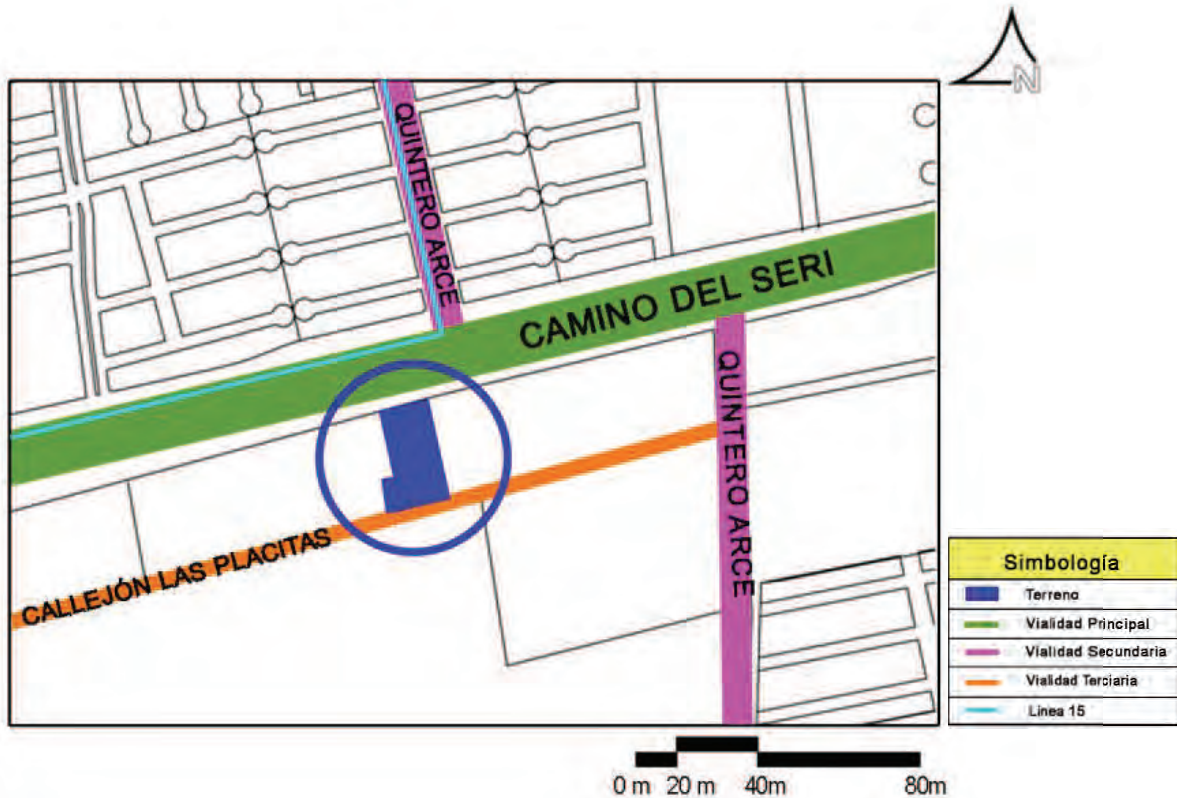 N
QUINTERO ARCE
CAMINO DEL SERI
QUINTERO ARCE
CALLEJÓN LAS PLACITAS
Simbología
Terreno
Vialidad Principal
Vialidad Secundaria
Vialidad Terciaria
Linea 15
0 m 20 m 40m 80m